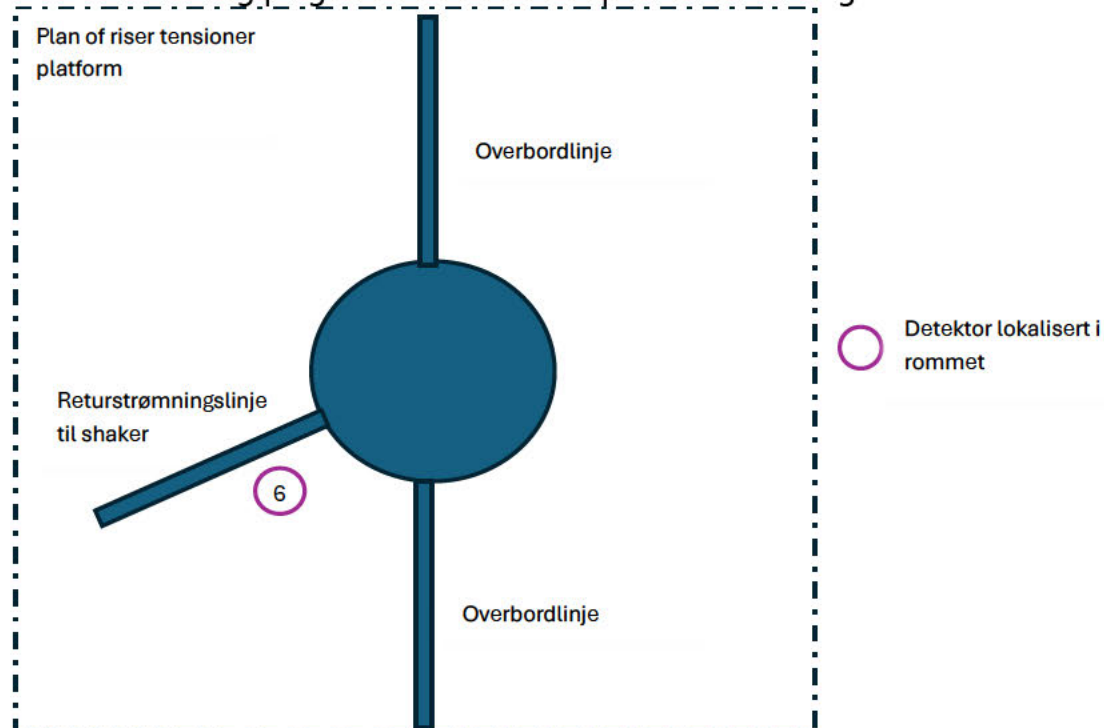 Plan of riser tensioner
platform
Overbordlinje
Detektor lokalisert i
rommet
Returstrømningslinje
til shaker
6
Overbordlinje